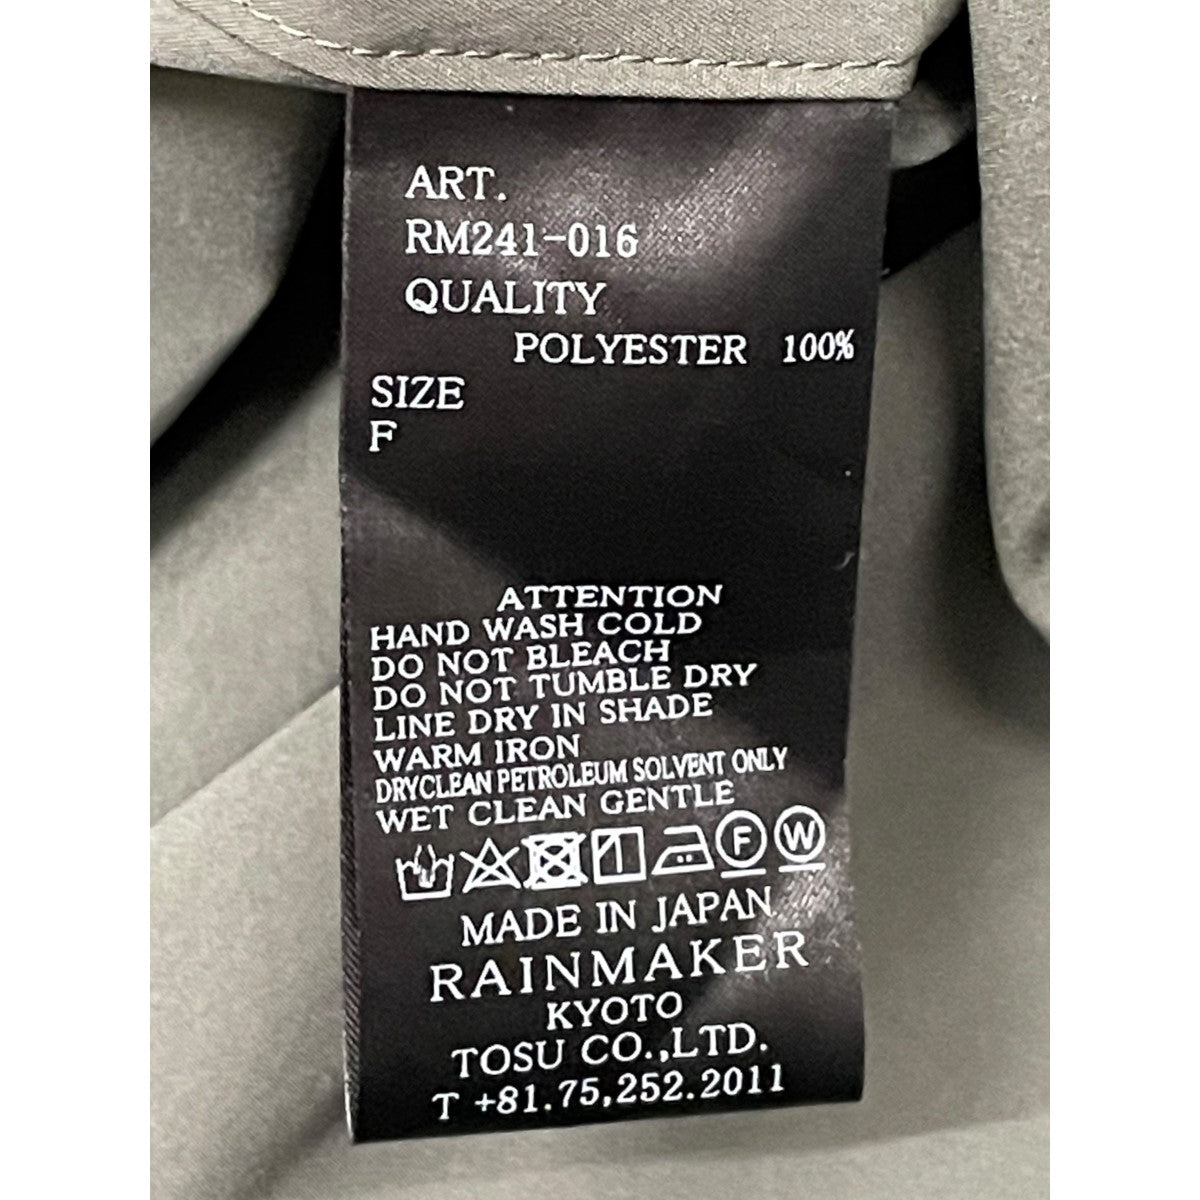 ART.
RM241-016
QUALITY
POLYESTER 100%
SIZE
F
ATTENTION
HAND WASH COLD
DO NOT BLEACH
DO NOT TUMBLE DRY
LINE DRY IN SHADE
WARM IRON
DRYCLEAN PETROLEUM SOLVENT ONLY
WET CLEAN GENTLE
F W
MADE IN JAPAN
RAINMAKER
KYOTO
TOSU CO.,LTD.
T +81.75,252.2011